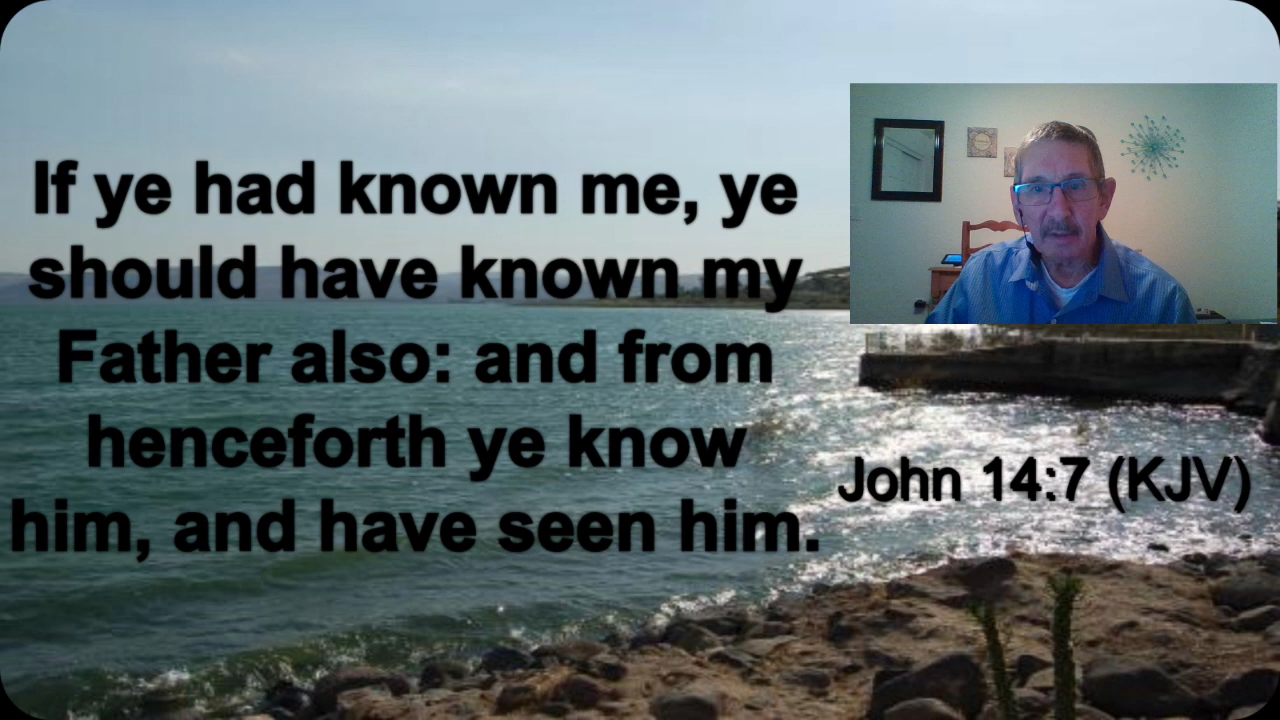 If ye had known me, ye
should have known my
Father also: and from
henceforth ye know
him, and have seen him.
John 14:7 (KJV)